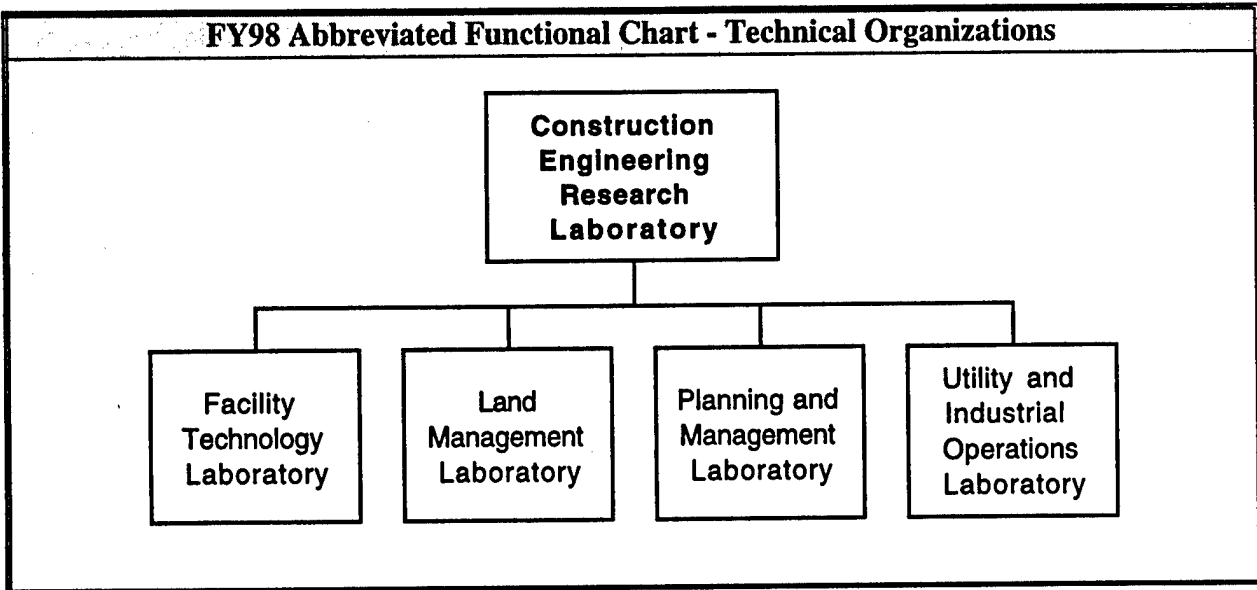 FY98 Abbreviated Functional Chart - Technical Organizations
Construction
Engineering
Research
Laboratory
Facility
Technology
Laboratory
Land
Management
Laboratory
Planning and
Management
Laboratory
Utility and
Industrial
Operations
Laboratory